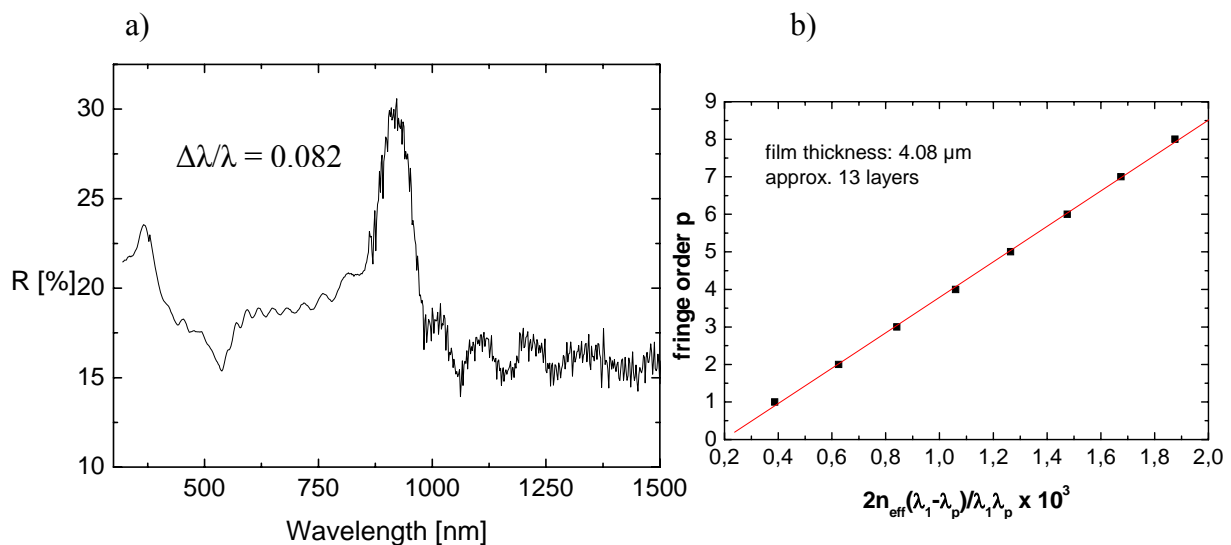 a)
30
25
20
15
10
R [%]
Δλ/λ = 0.082
500 750 1000 1250 1500
Wavelength [nm]
b)
9
8
7
6
5
4
3
2
1
0
fringe order p
film thickness: 4.08 µm
approx. 13 layers
0,2 0,4 0,6 0,8 1,0 1,2 1,4 1,6 1,8 2,0
2n_eff(λ_1-λ_p)/λ_1λ_p x 10^3